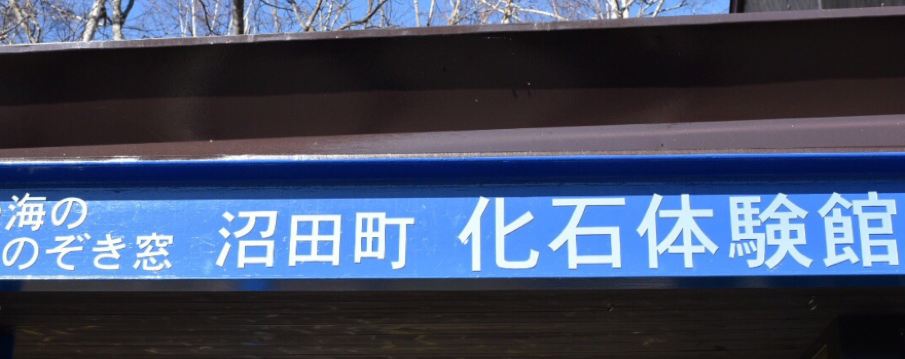 海の
のぞき窓
沼田町 化石体験館